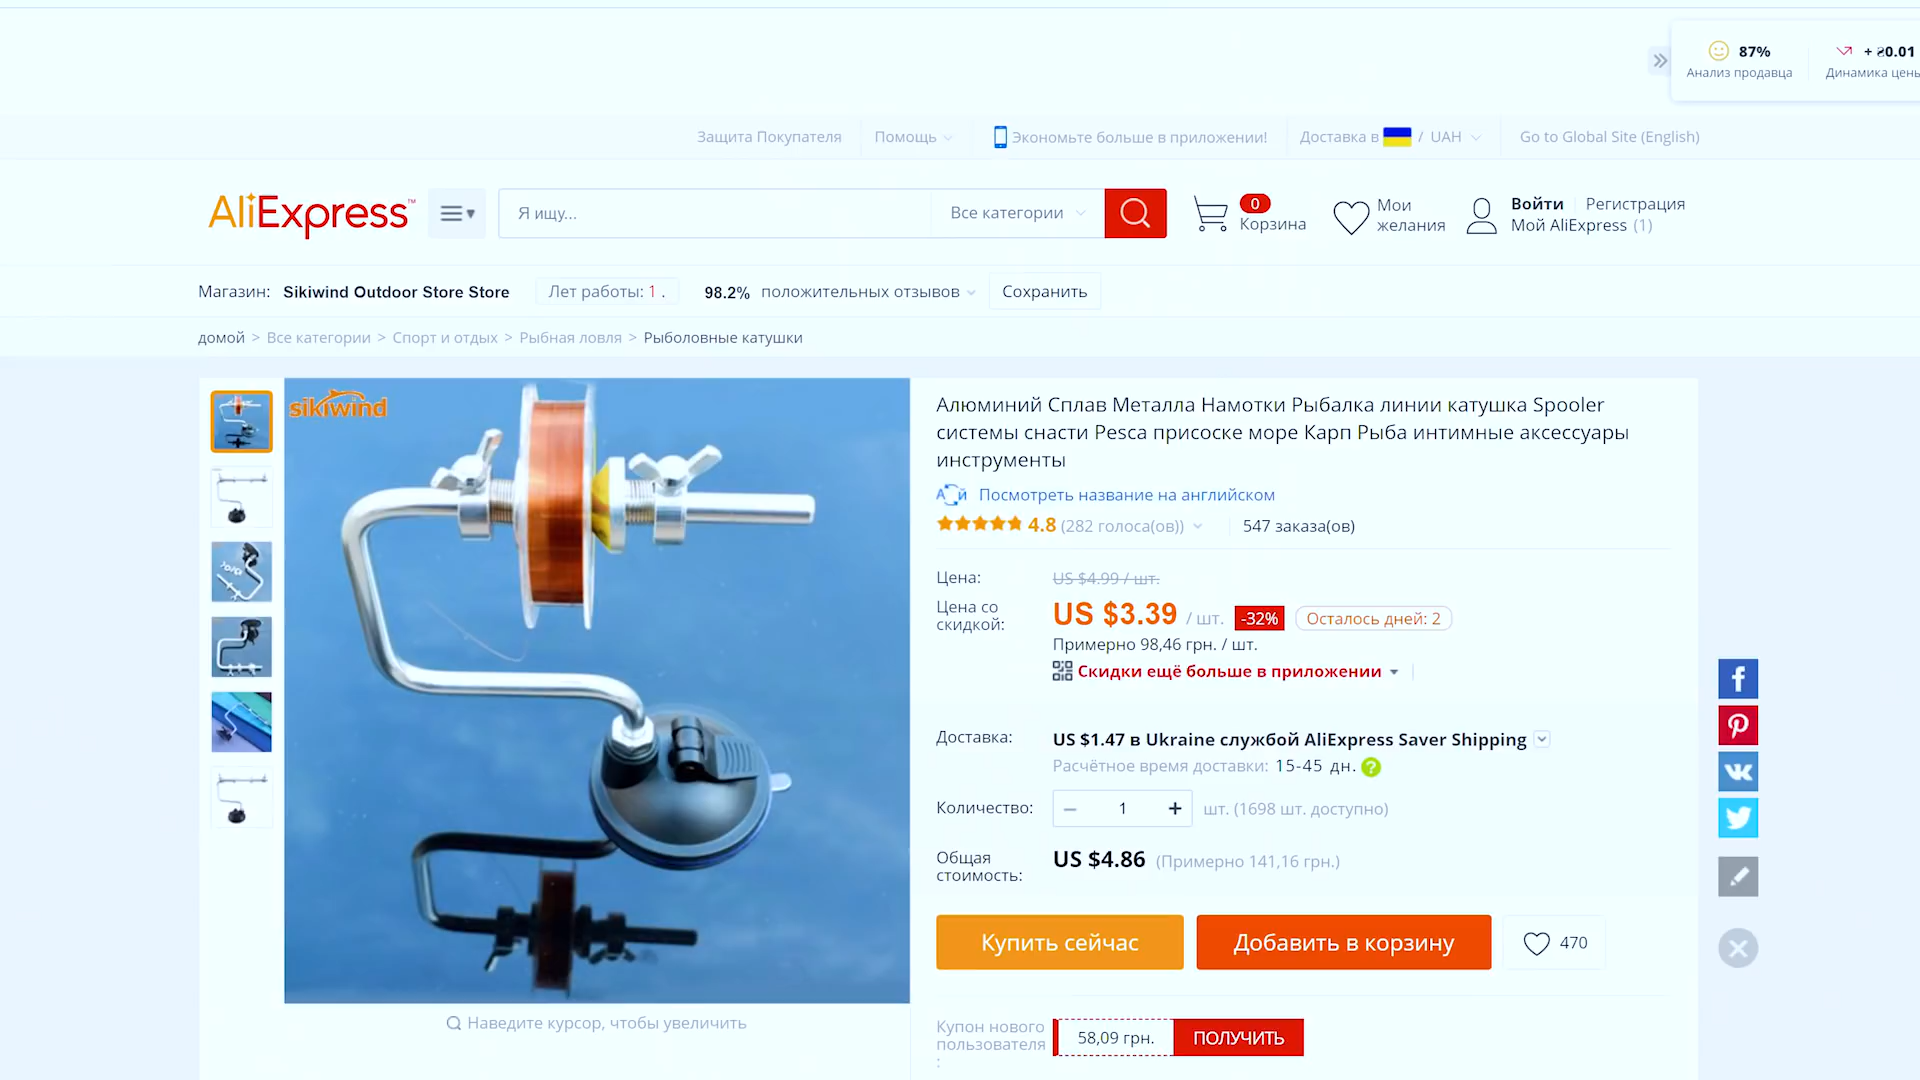 87%
Анализ продавца
+ ₴0.01
Динамика цень
Защита Покупателя
Помощь
Экономьте больше в приложении!
Доставка в / UAH
Go to Global Site (English)
AliExpress™
Я ищу...
Все категории
0
Корзина
Мои
желания
Войти
Регистрация
Мой AliExpress (1)
Магазин: Sikiwind Outdoor Store Store
Лет работы: 1 .
98.2% положительных отзывов
Сохранить
домой > Все категории > Спорт и отдых > Рыбная ловля > Рыболовные катушки
sikiwind
Алюминий Сплав Металла Намотки Рыбалка линии катушка Spooler
системы снасти Pesca присоске море Карп Рыба интимные аксессуары
инструменты
Посмотреть название на английском
4.8 (282 голоса(ов))
547 заказа(ов)
Цена:
US $4.99 / шт.
Цена со
скидкой:
US $3.39 / шт.
-32%
Осталось дней: 2
Примерно 98,46 грн. / шт.
Скидки ещё больше в приложении
Доставка:
US $1.47 в Ukraine службой AliExpress Saver Shipping
Расчётное время доставки: 15-45 дн. ?
Количество:
− 1 +
шт. (1698 шт. доступно)
Общая
стоимость:
US $4.86 (Примерно 141,16 грн.)
Купить сейчас
Добавить в корзину
470
Наведите курсор, чтобы увеличить
Купон нового
пользователя
:
58,09 грн.
ПОЛУЧИТЬ